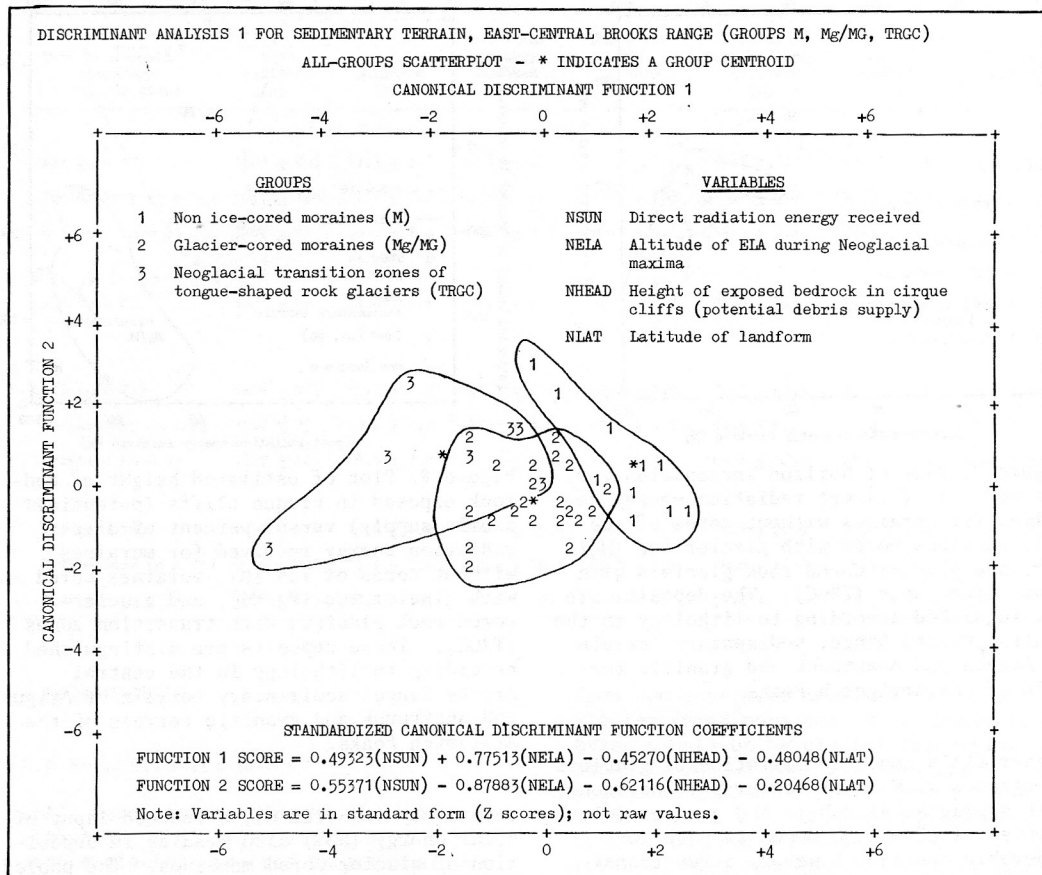 DISCRIMINANT ANALYSIS 1 FOR SEDIMENTARY TERRAIN, EAST-CENTRAL BROOKS RANGE (GROUPS M, Mg/MG, TRGC)
ALL-GROUPS SCATTERPLOT - * INDICATES A GROUP CENTROID
CANONICAL DISCRIMINANT FUNCTION 1
-6 -4 -2 0 +2 +4 +6
GROUPS
1 Non ice-cored moraines (M)
2 Glacier-cored moraines (Mg/MG)
3 Neoglacial transition zones of
tongue-shaped rock glaciers (TRGC)
VARIABLES
NSUN Direct radiation energy received
NELA Altitude of ELA during Neoglacial
maxima
NHEAD Height of exposed bedrock in cirque
cliffs (potential debris supply)
NLAT Latitude of landform
CANONICAL DISCRIMINANT FUNCTION 2
+6
+4
+2
0
-2
-4
-6
STANDARDIZED CANONICAL DISCRIMINANT FUNCTION COEFFICIENTS
FUNCTION 1 SCORE = 0.49323(NSUN) + 0.77513(NELA) - 0.45270(NHEAD) - 0.48048(NLAT)
FUNCTION 2 SCORE = 0.55371(NSUN) - 0.87883(NELA) - 0.62116(NHEAD) - 0.20468(NLAT)
Note: Variables are in standard form (Z scores); not raw values.
-6 -4 -2 0 +2 +4 +6